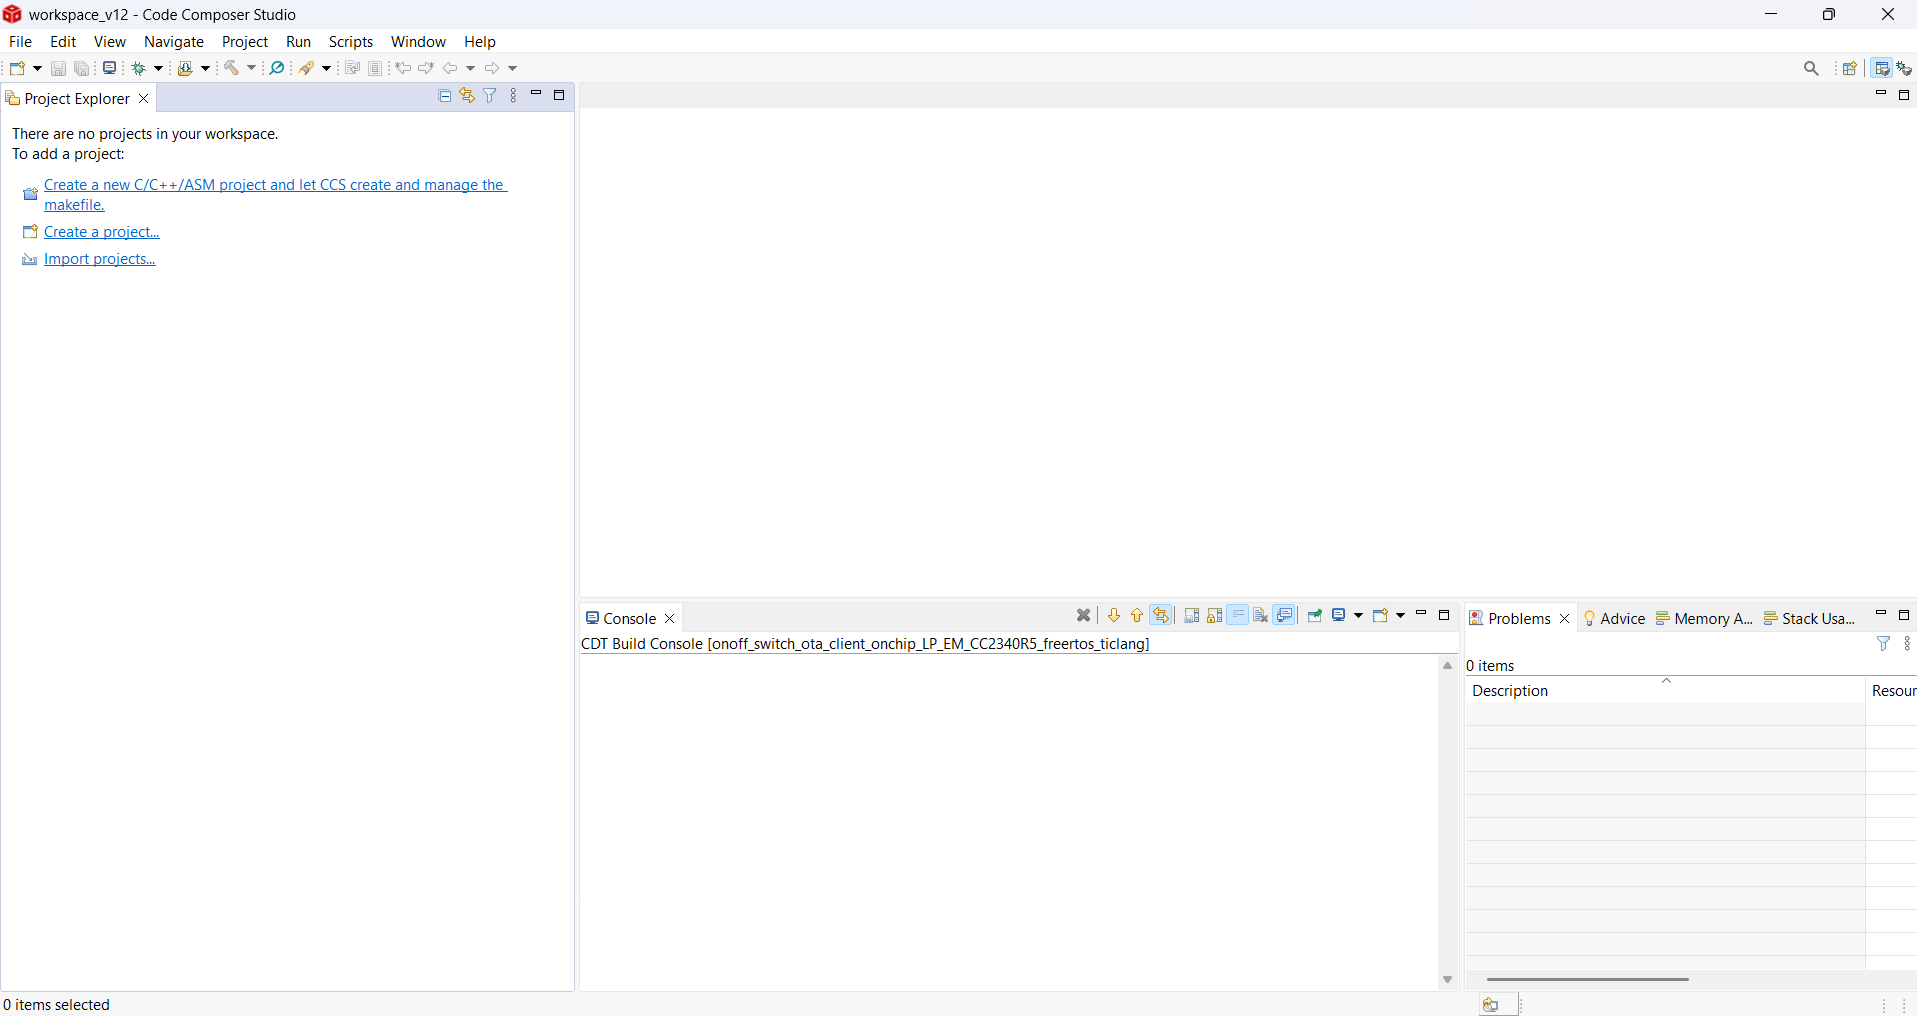 workspace_v12 - Code Composer Studio
File Edit View Navigate Project Run Scripts Window Help
Project Explorer
There are no projects in your workspace.
To add a project:
Create a new C/C++/ASM project and let CCS create and manage the
makefile.
Create a project...
Import projects...
Console
CDT Build Console [onoff_switch_ota_client_onchip_LP_EM_CC2340R5_freertos_ticlang]
Problems Advice Memory A... Stack Usa...
0 items
Description Resour
0 items selected